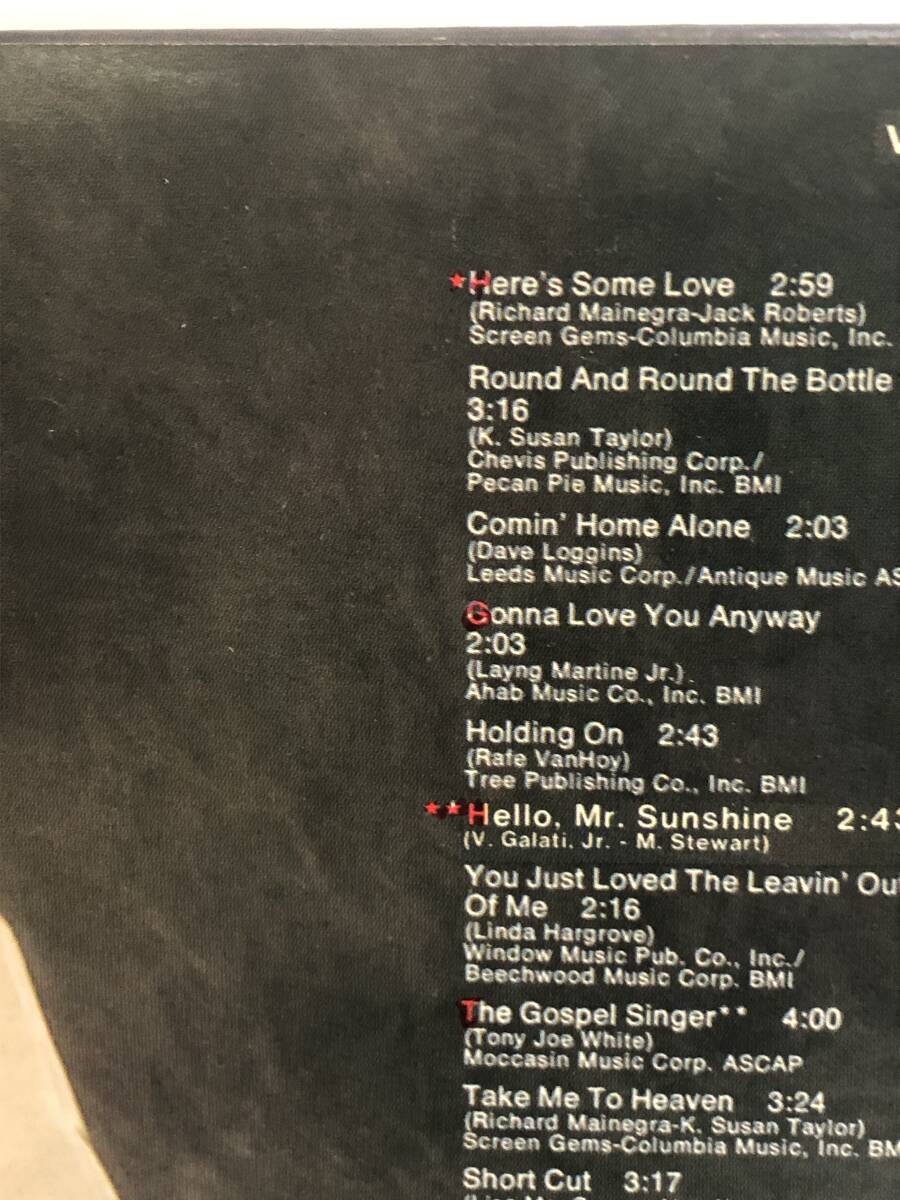 *Here's Some Love 2:59
(Richard Mainegra-Jack Roberts)
Screen Gems-Columbia Music, Inc.
Round And Round The Bottle
3:16
(K. Susan Taylor)
Chevis Publishing Corp./
Pecan Pie Music, Inc. BMI
Comin' Home Alone 2:03
(Dave Loggins)
Leeds Music Corp./Antique Music AS
Gonna Love You Anyway
2:03
(Layng Martine Jr.)
Ahab Music Co., Inc. BMI
Holding On 2:43
(Rafe VanHoy)
Tree Publishing Co., Inc. BMI
**Hello, Mr. Sunshine 2:43
(V. Galati, Jr. - M. Stewart)
You Just Loved The Leavin' Out
Of Me 2:16
(Linda Hargrove)
Window Music Pub. Co., Inc./
Beechwood Music Corp. BMI
The Gospel Singer** 4:00
(Tony Joe White)
Moccasin Music Corp. ASCAP
Take Me To Heaven 3:24
(Richard Mainegra-K. Susan Taylor)
Screen Gems-Columbia Music, Inc. BM
Short Cut 3:17